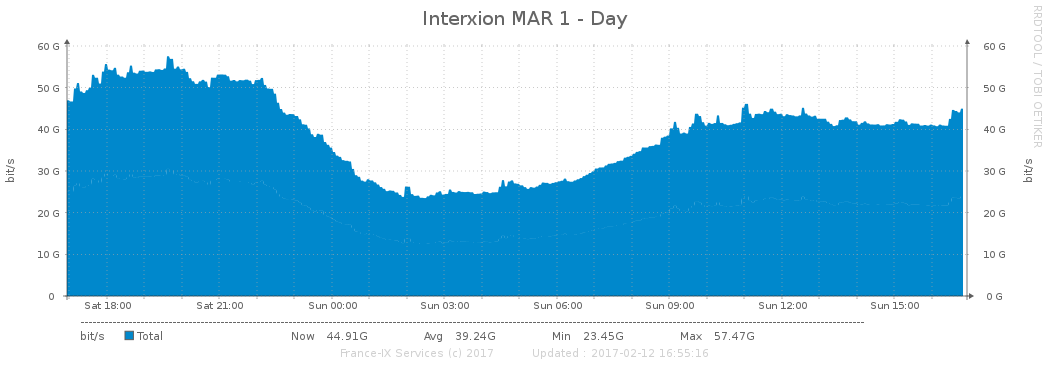 Interxion MAR 1 - Day
RRDTOOL / TOBI OETIKER
bit/s
60 G
50 G
40 G
30 G
20 G
10 G
0
60 G
50 G
40 G
30 G
20 G
10 G
0 G
bit/s
Sat 18:00 Sat 21:00 Sun 00:00 Sun 03:00 Sun 06:00 Sun 09:00 Sun 12:00 Sun 15:00
bit/s Total Now 44.91G Avg 39.24G Min 23.45G Max 57.47G
France-IX Services (c) 2017 Updated : 2017-02-12 16:55:16